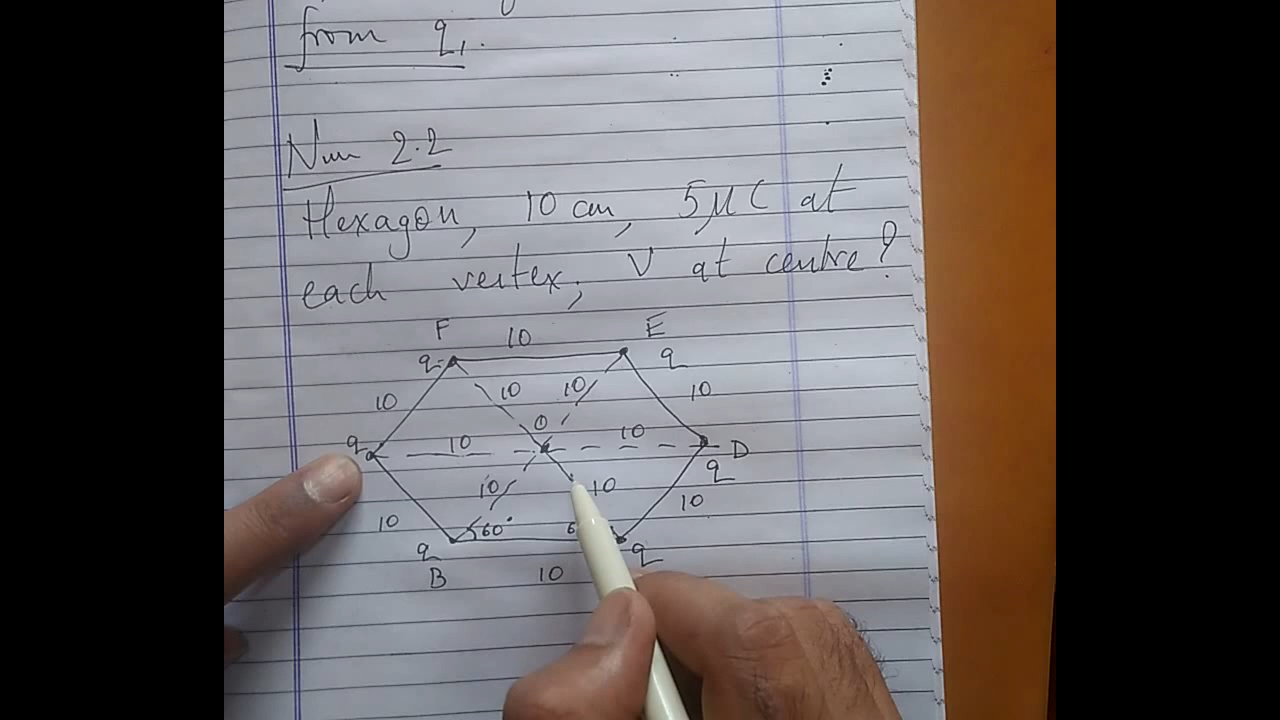 from q₁.
Num 2.2
Hexagon, 10 cm, 5μC at
each vertex, V at centre?
F 10 E
q q
10 10 10 10
O
q 10 10 D
q
10 10 10 10
60°
q q
B 10